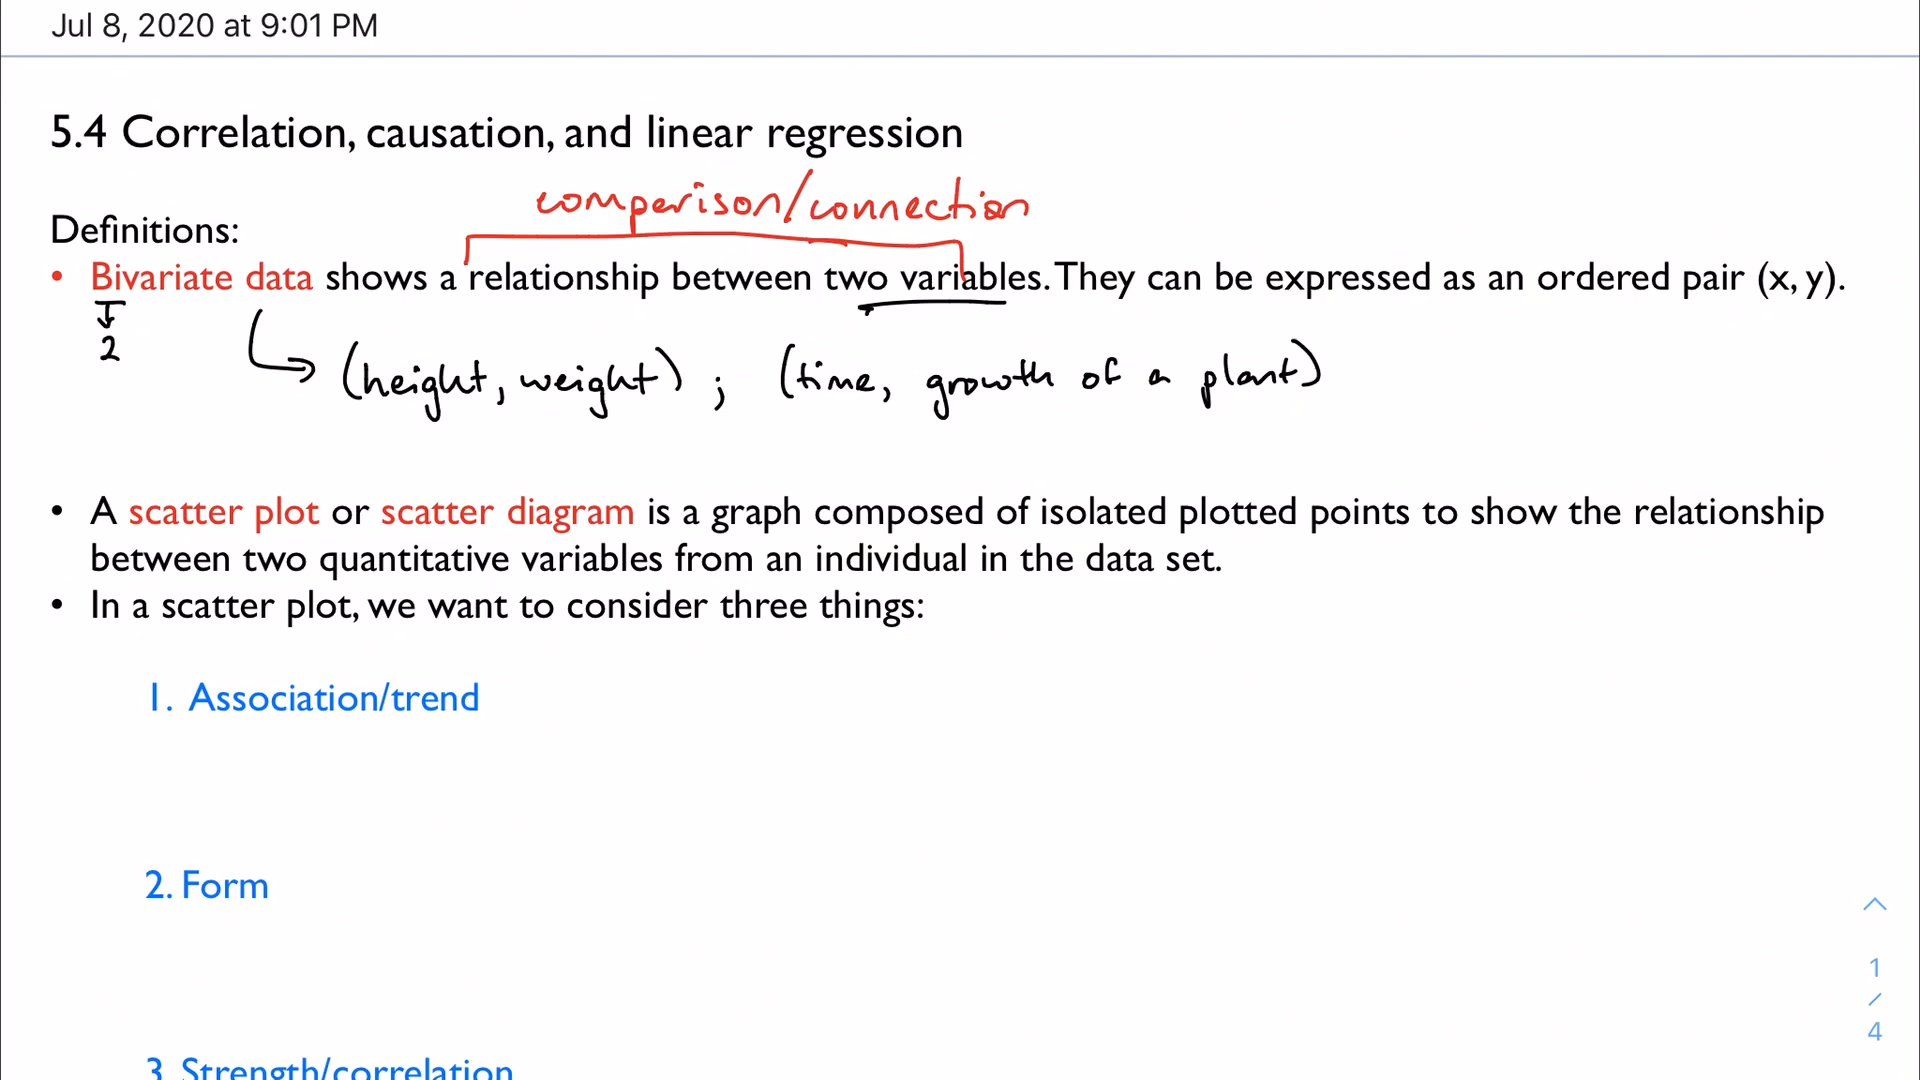 Jul 8, 2020 at 9:01 PM
5.4 Correlation, causation, and linear regression
comparison/connection
Definitions:
• Bivariate data shows a relationship between two variables. They can be expressed as an ordered pair (x, y).
2
(height, weight) ; (time, growth of a plant)
• A scatter plot or scatter diagram is a graph composed of isolated plotted points to show the relationship
between two quantitative variables from an individual in the data set.
• In a scatter plot, we want to consider three things:
1. Association/trend
2. Form
3. Strength/correlation
1
/
4